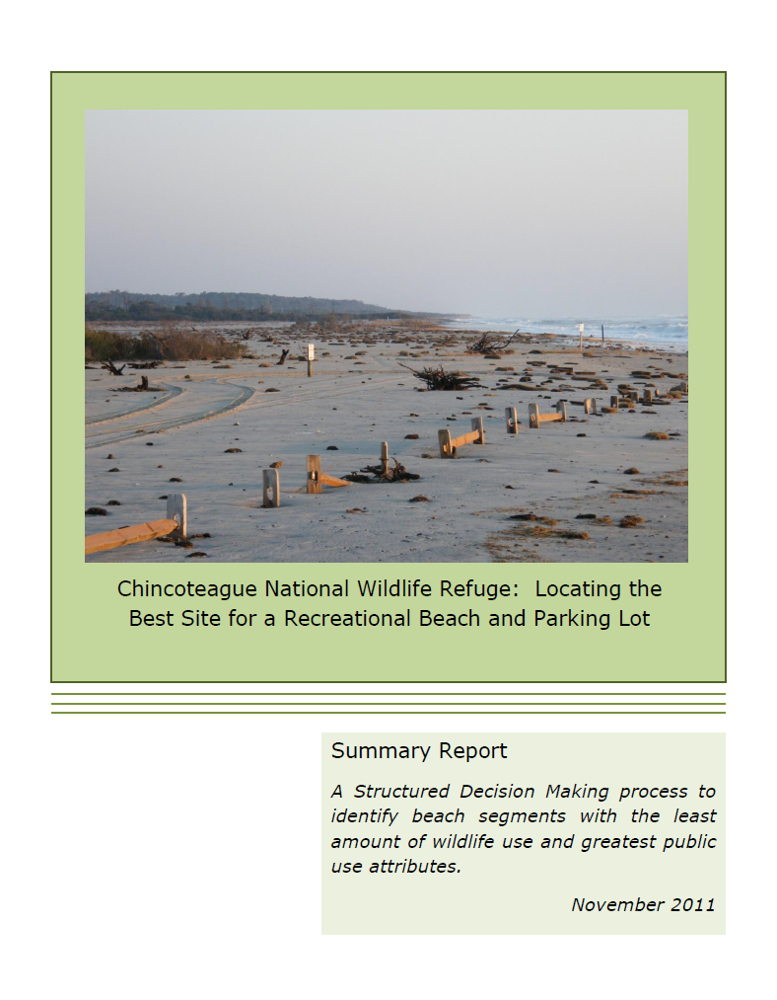 Chincoteague National Wildlife Refuge:  Locating the
Best Site for a Recreational Beach and Parking Lot
Summary Report
A Structured Decision Making process to
identify beach segments with the least
amount of wildlife use and greatest public
use attributes.
November 2011